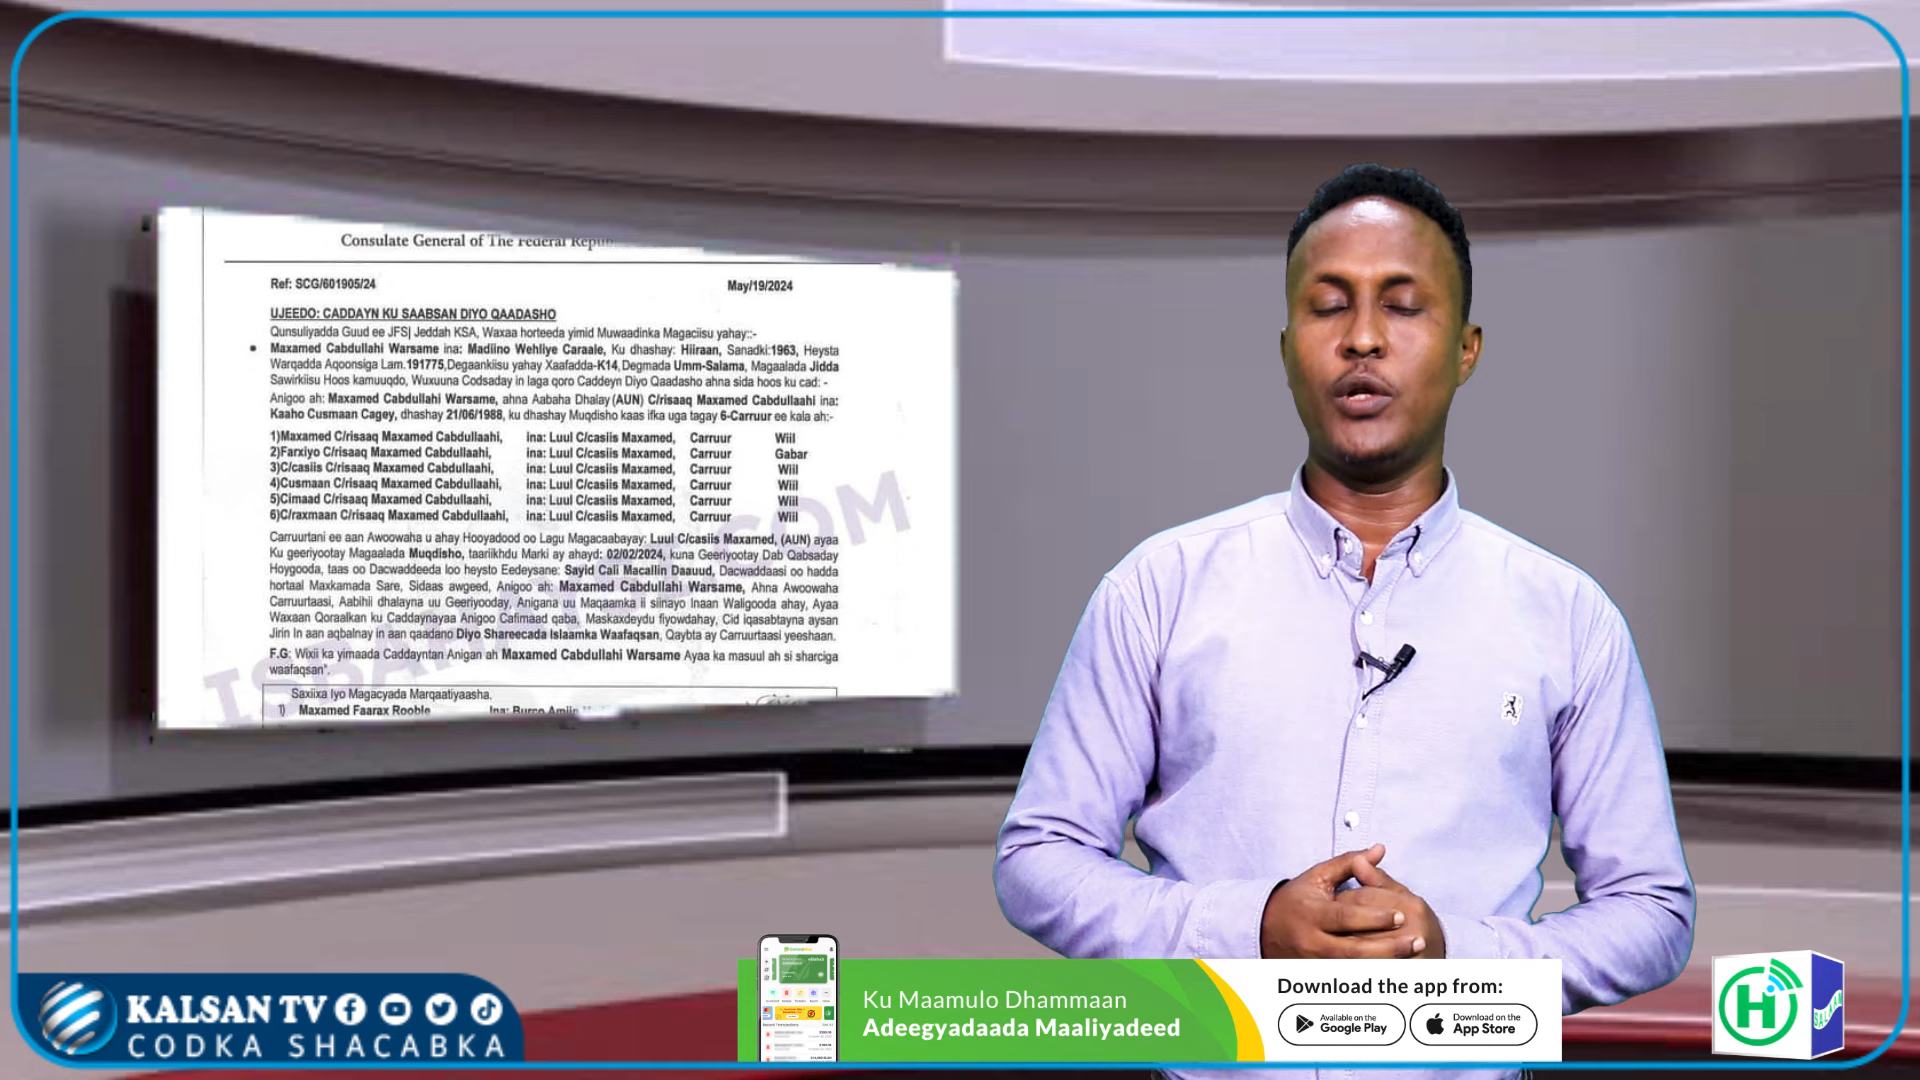 Consulate General of The Federal Repu
Ref: SCG/601905/24 May/19/2024
UJEEDO: CADDAYN KU SAABSAN DIYO QAADASHO
Qunsuliyadda Guud ee JFS| Jeddah KSA, Waxaa horteeda yimid Muwaadinka Magaciisu yahay::-
Maxamed Cabdullahi Warsame ina: Madiino Wehliye Caraale, Ku dhashay: Hiiraan, Sanadki:1963, Heysta
Warqadda Aqoonsiga Lam.191775,Degaankiisu yahay Xaafadda-K14,Degmada Umm-Salama, Magaalada Jidda
Sawirkiisu Hoos kamuuqdo, Wuxuuna Codsaday in laga qoro Caddeyn Diyo Qaadasho ahna sida hoos ku cad: -
Anigoo ah: Maxamed Cabdullahi Warsame, ahna Aabaha Dhalay (AUN) C/risaaq Maxamed Cabdullaahi ina:
Kaaho Cusmaan Cagey, dhashay 21/06/1988, ku dhashay Muqdisho kaas ifka uga tagay 6-Carruur ee kala ah:-
1)Maxamed C/risaaq Maxamed Cabdullaahi, ina: Luul C/casiis Maxamed, Carruur Wiil
2)Farxiyo C/risaaq Maxamed Cabdullaahi, ina: Luul C/casiis Maxamed, Carruur Gabar
3)C/casiis C/risaaq Maxamed Cabdullaahi, ina: Luul C/casiis Maxamed, Carruur Wiil
4)Cusmaan C/risaaq Maxamed Cabdullaahi, ina: Luul C/casiis Maxamed, Carruur Wiil
5)Cimaad C/risaaq Maxamed Cabdullaahi, ina: Luul C/casiis Maxamed, Carruur Wiil
6)C/raxmaan C/risaaq Maxamed Cabdullaahi, ina: Luul C/casiis Maxamed, Carruur Wiil
Carruurtani ee aan Awoowaha u ahay Hooyadood oo Lagu Magacaabayay: Luul C/casiis Maxamed, (AUN) ayaa
Ku geeriyootay Magaalada Muqdisho, taariikhdu Marki ay ahayd: 02/02/2024, kuna Geeriyootay Dab Qabsaday
Hoygooda, taas oo Dacwaddeeda loo heysto Eedeysane: Sayid Cali Macallin Daauud, Dacwaddaasi oo hadda
hortaal Maxkamada Sare, Sidaas awgeed, Anigoo ah: Maxamed Cabdullahi Warsame, Ahna Awoowaha
Carruurtaasi, Aabihii dhalayna uu Geeriyooday, Anigana uu Maqaamka ii siinayo Inaan Waligooda ahay, Ayaa
Waxaan Qoraalkan ku Caddaynayaa Anigoo Cafimaad qaba, Maskaxdeydu fiyowdahay, Cid iqasabtayna aysan
Jirin In aan aqbalnay in aan qaadano Diyo Shareecada Islaamka Waafaqsan, Qaybta ay Carruurtaasi yeeshaan.
F.G: Wixii ka yimaada Caddayntan Anigan ah Maxamed Cabdullahi Warsame Ayaa ka masuul ah si sharciga
waafaqsan".
Saxiixa Iyo Magacyada Marqaatiyaasha.
1) Maxamed Faarax Rooble Ina: Burco Amiin
KALSAN TV
CODKA SHACABKA
Ku Maamulo Dhammaan
Adeegyadaada Maaliyadeed
Download the app from:
Available on the
Google Play
Download on the
App Store
H
SALAAM